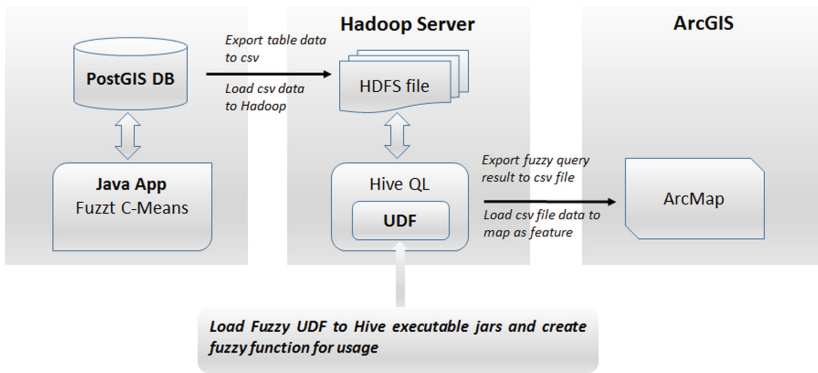 Hadoop Server
ArcGIS
PostGIS DB
Export table data
to csv
Load csv data
to Hadoop
HDFS file
Java App
Fuzzt C-Means
Hive QL
UDF
Export fuzzy query
result to csv file
Load csv file data to
map as feature
ArcMap
Load Fuzzy UDF to Hive executable jars and create
fuzzy function for usage